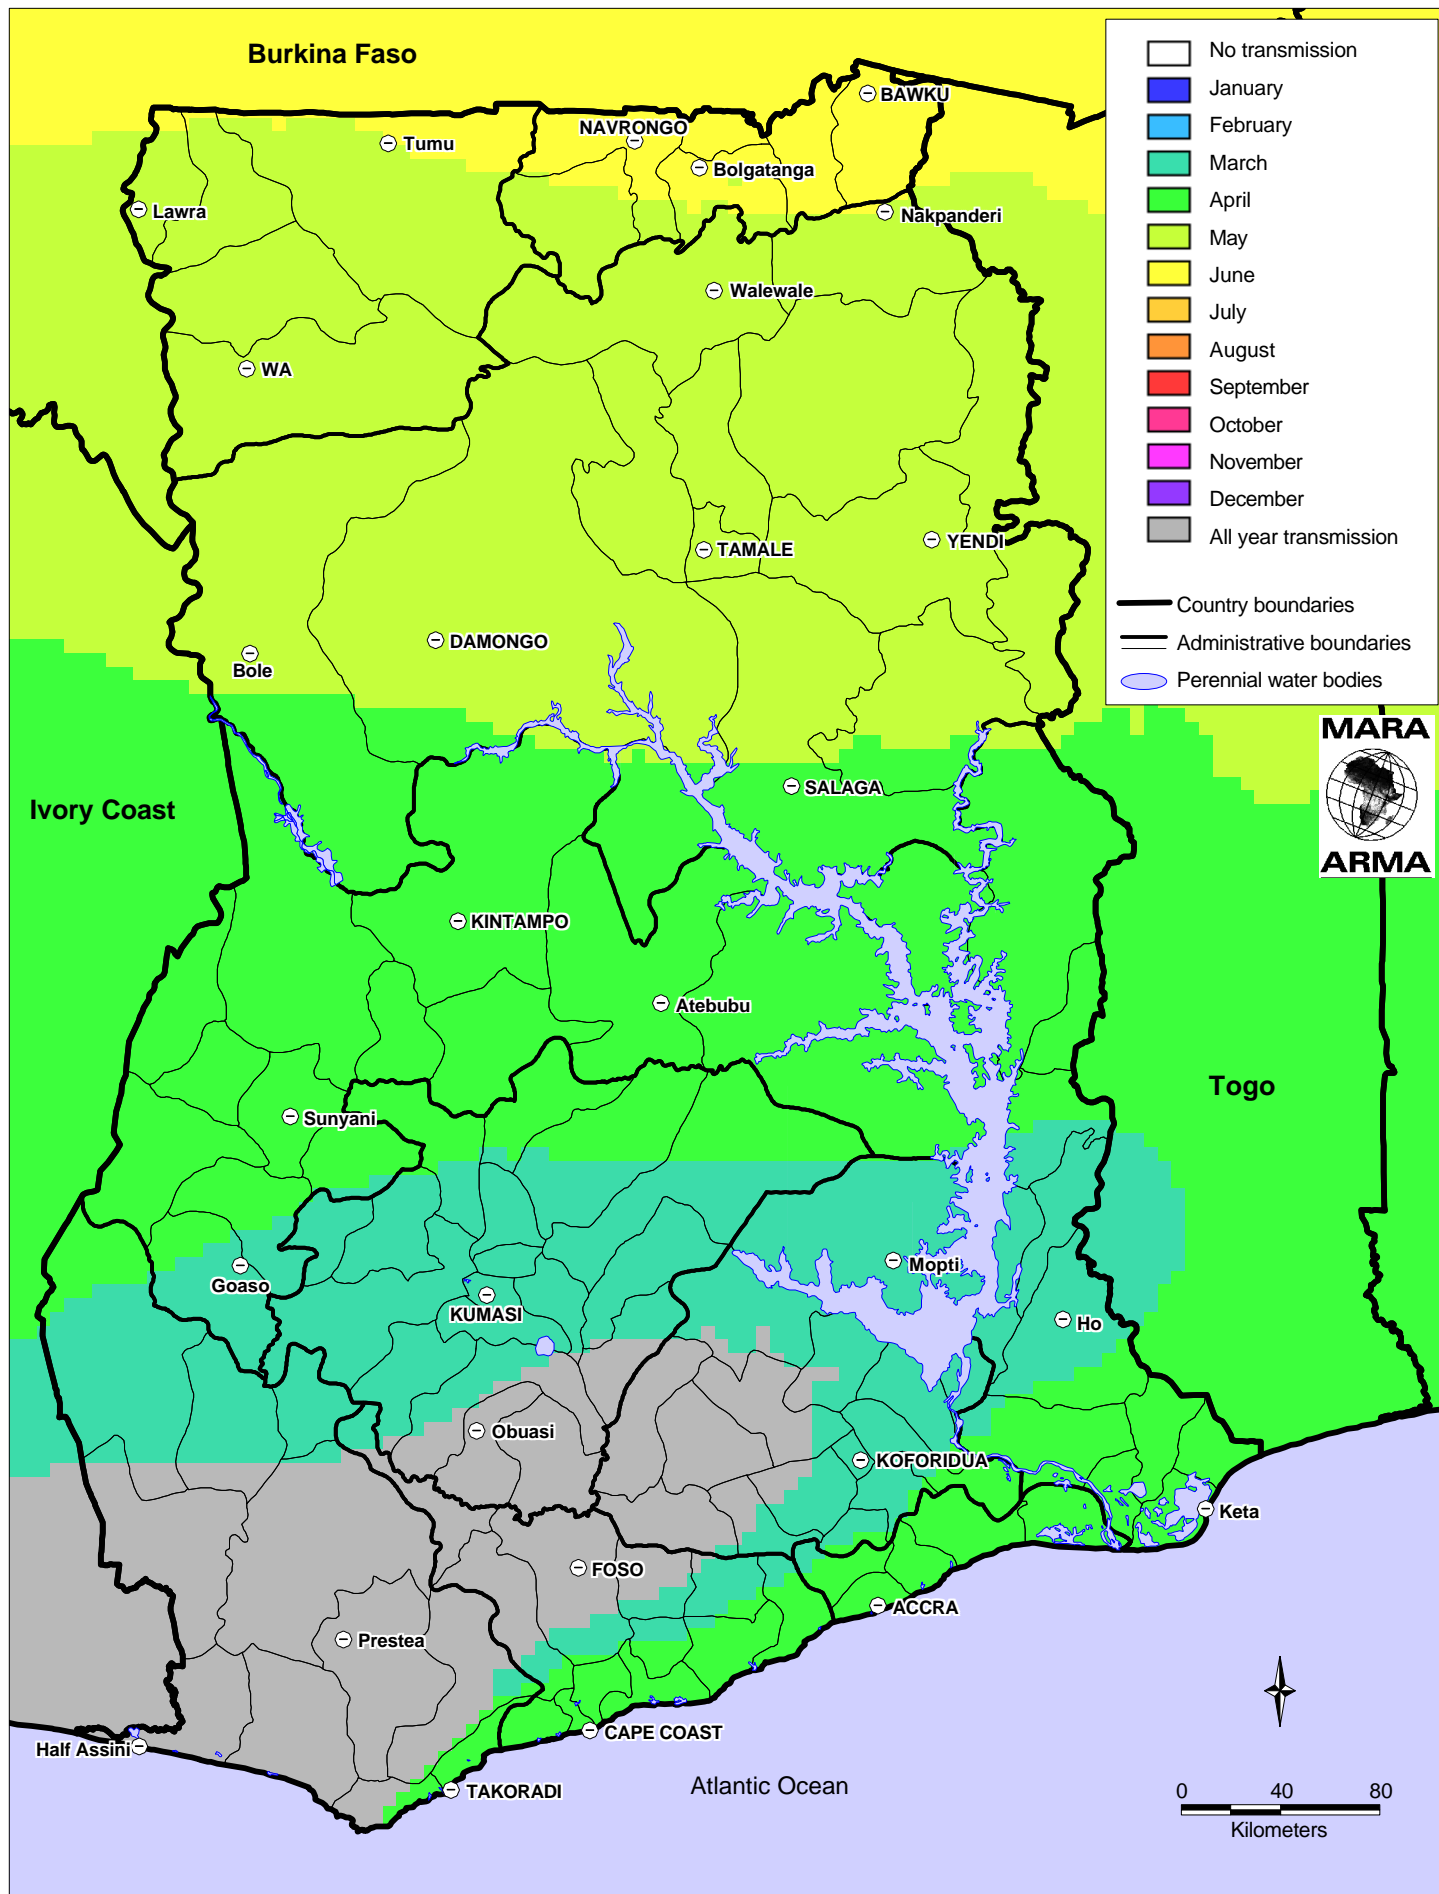 Burkina Faso
BAWKU
NAVRONGO
Tumu
Bolgatanga
Lawra
Nakpanderi
Walewale
WA
TAMALE
YENDI
DAMONGO
Bole
SALAGA
Ivory Coast
KINTAMPO
Atebubu
Togo
Sunyani
Goaso
Mopti
KUMASI
Ho
Obuasi
KOFORIDUA
Keta
FOSO
ACCRA
Prestea
CAPE COAST
Half Assini
TAKORADI
Atlantic Ocean
No transmission
January
February
March
April
May
June
July
August
September
October
November
December
All year transmission
Country boundaries
Administrative boundaries
Perennial water bodies
MARA
ARMA
0 40 80
Kilometers